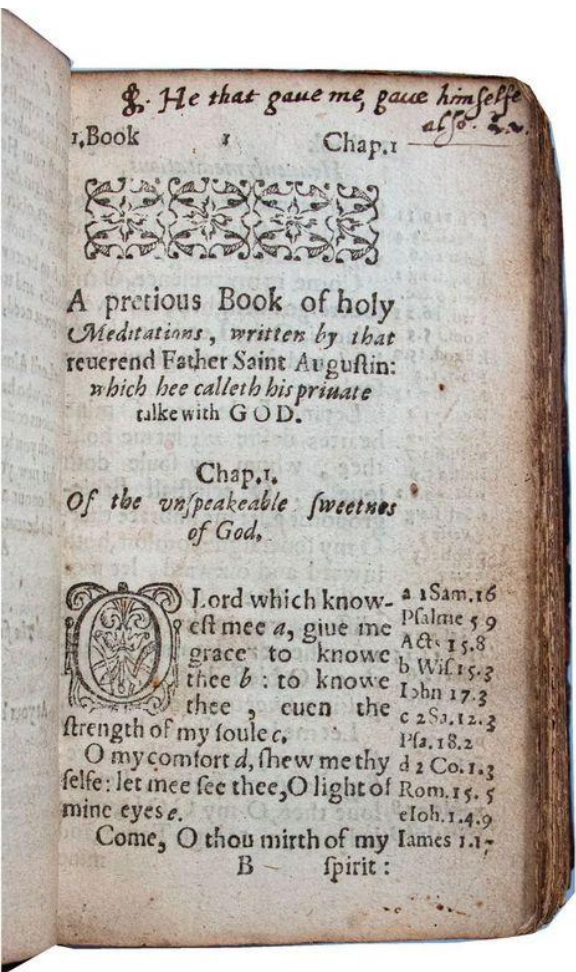 He that gaue me, gaue himselfe
also.
1.Book 1 Chap.1
A pretious Book of holy
Meditations, written by that
reuerend Father Saint Auguſtin:
which hee calleth his priuate
talke with GOD.
Chap.1.
Of the vnſpeakeable ſweetnes
of God.
O Lord which know-
eſt mee a, giue me
grace to knowe
thee b: to knowe
thee, euen the
ſtrength of my ſoule c.
O my comfort d, ſhew me thy
ſelfe: let mee ſee thee, O light of
mine eyes e.
Come, O thou mirth of my
B ſpirit:
a 1Sam.16
Pſalme 59
Act. 15.8
b Wiſ 15.3
Iohn 17.3
c 2Sa.12.3
Pſa.18.2
d 2 Co.1.3
Rom.15.5
eIoh.1.4.9
Iames 1.17